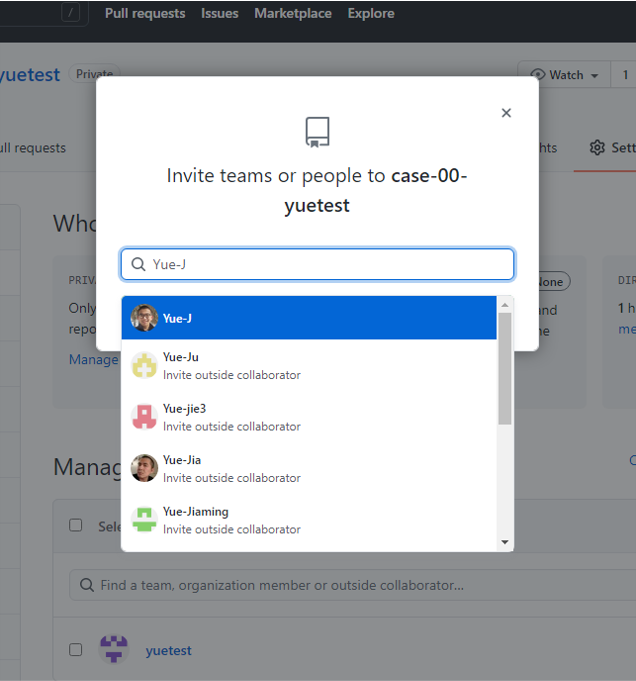 /
Pull requests Issues Marketplace Explore
yuetest Private
Watch 1
ull requests
hts
Sett
Invite teams or people to case-00-
yuetest
Who
Yue-J
PRIV
None
DIR
Only
and
1 h
repo
ne
me
Manage
Yue-J
Yue-Ju
Invite outside collaborator
Yue-jie3
Invite outside collaborator
Yue-Jia
Invite outside collaborator
Yue-Jiaming
Invite outside collaborator
Manag
Sele
Find a team, organization member or outside collaborator...
yuetest